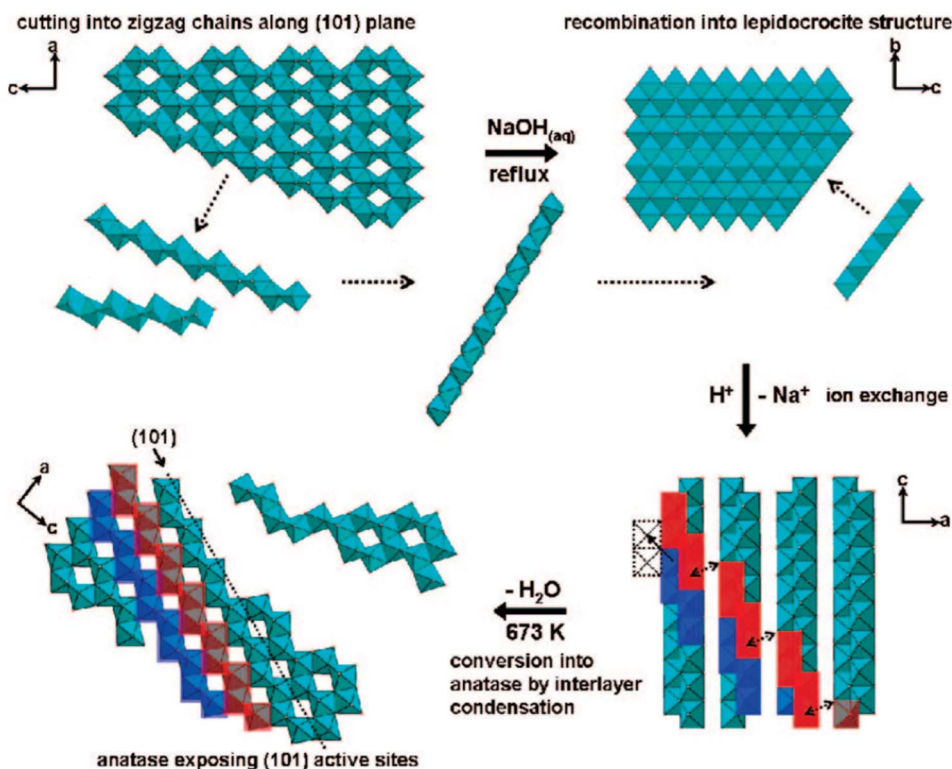 cutting into zigzag chains along (101) plane
recombination into lepidocrocite structure
a
c
b
c
NaOH(aq)
reflux
H+ - Na+ ion exchange
(101)
a
c
c
a
- H2O
673 K
conversion into
anatase by interlayer
condensation
anatase exposing (101) active sites